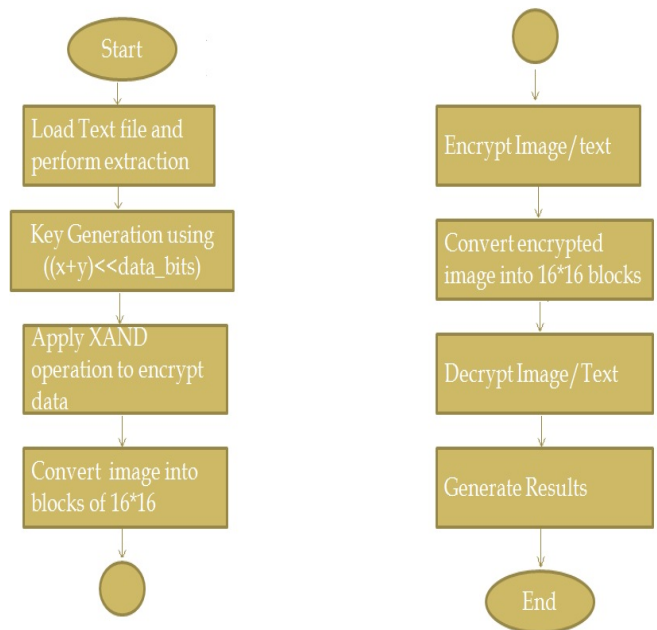 Start
Load Text file and
perform extraction
Key Generation using
((x+y)<<data_bits)
Apply XAND
operation to encrypt
data
Convert image into
blocks of 16*16
Encrypt Image/text
Convert encrypted
image into 16*16 blocks
Decrypt Image/Text
Generate Results
End